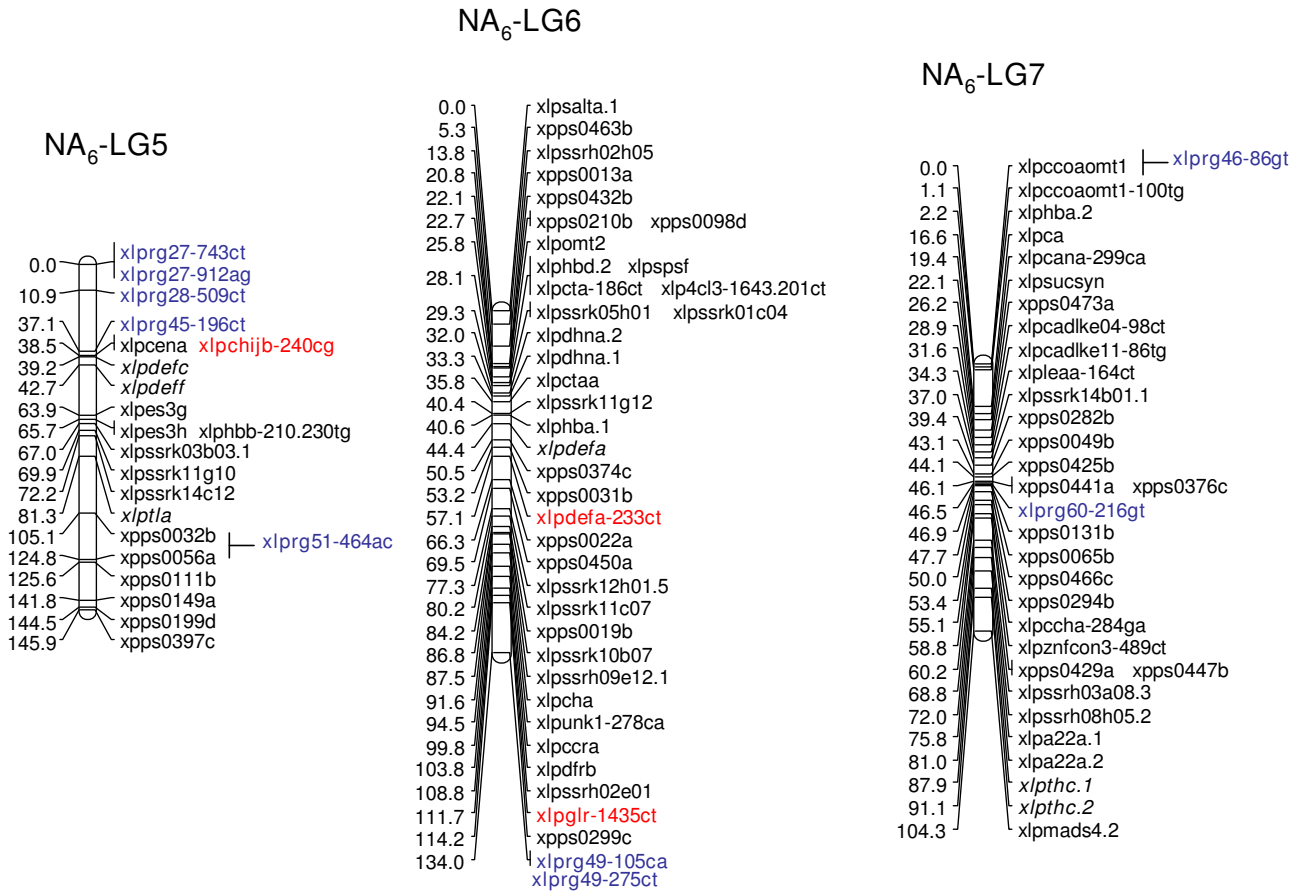 NA6-LG5
0.0 xlprg27-743ct
xlprg27-912ag
10.9 xlprg28-509ct
37.1 xlprg45-196ct
38.5 xlpcena xlpchijb-240cg
39.2 xlpdefc
42.7 xlpdeff
63.9 xlpes3g
65.7 xlpes3h xlphbb-210.230tg
67.0 xlpssrk03b03.1
69.9 xlpssrk11g10
72.2 xlpssrk14c12
81.3 xlptla
105.1 xpps0032b
xlprg51-464ac
124.8 xpps0056a
125.6 xpps0111b
141.8 xpps0149a
144.5 xpps0199d
145.9 xpps0397c
NA6-LG6
0.0 xlpsalta.1
5.3 xpps0463b
13.8 xlpssrh02h05
20.8 xpps0013a
22.1 xpps0432b
22.7 xpps0210b xpps0098d
25.8 xlpomt2
xlphbd.2 xlpspsf
28.1 xlpcta-186ct xlp4cl3-1643.201ct
29.3 xlpssrk05h01 xlpssrk01c04
32.0 xlpdhna.2
33.3 xlpdhna.1
35.8 xlpctaa
40.4 xlpssrk11g12
40.6 xlphba.1
44.4 xlpdefa
50.5 xpps0374c
53.2 xpps0031b
57.1 xlpdefa-233ct
66.3 xpps0022a
69.5 xpps0450a
77.3 xlpssrk12h01.5
80.2 xlpssrk11c07
84.2 xpps0019b
86.8 xlpssrk10b07
87.5 xlpssrh09e12.1
91.6 xlpcha
94.5 xlpunk1-278ca
99.8 xlpccra
103.8 xlpdfrb
108.8 xlpssrh02e01
111.7 xlpglr-1435ct
114.2 xpps0299c
134.0 xlprg49-105ca
xlprg49-275ct
NA6-LG7
0.0 xlpccoaomt1 xlprg46-86gt
1.1 xlpccoaomt1-100tg
2.2 xlphba.2
16.6 xlpca
19.4 xlpcana-299ca
22.1 xlpsucsyn
26.2 xpps0473a
28.9 xlpcadlke04-98ct
31.6 xlpcadlke11-86tg
34.3 xlpleaa-164ct
37.0 xlpssrk14b01.1
39.4 xpps0282b
43.1 xpps0049b
44.1 xpps0425b
46.1 xpps0441a xpps0376c
46.5 xlprg60-216gt
46.9 xpps0131b
47.7 xpps0065b
50.0 xpps0466c
53.4 xpps0294b
55.1 xlpccha-284ga
58.8 xlpznfcon3-489ct
60.2 xpps0429a xpps0447b
68.8 xlpssrh03a08.3
72.0 xlpssrh08h05.2
75.8 xlpa22a.1
81.0 xlpa22a.2
87.9 xlpthc.1
91.1 xlpthc.2
104.3 xlpmads4.2